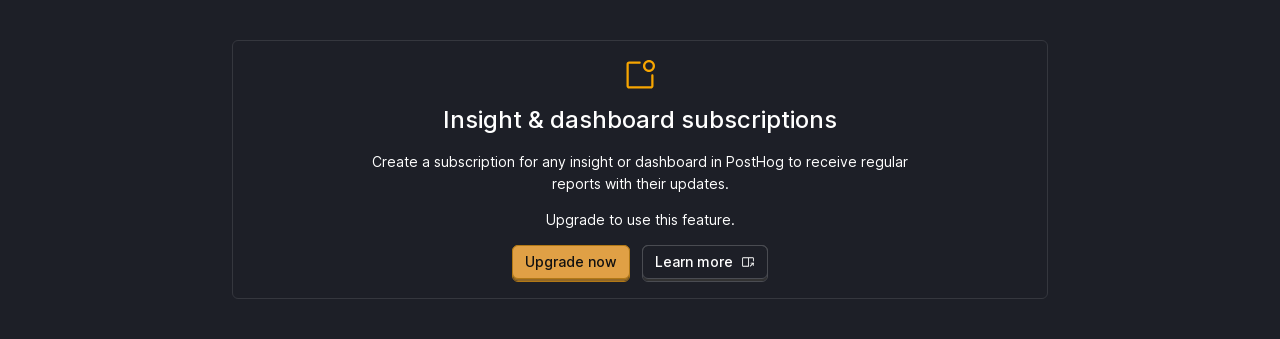 Insight & dashboard subscriptions
Create a subscription for any insight or dashboard in PostHog to receive regular
reports with their updates.
Upgrade to use this feature.
Upgrade now
Learn more